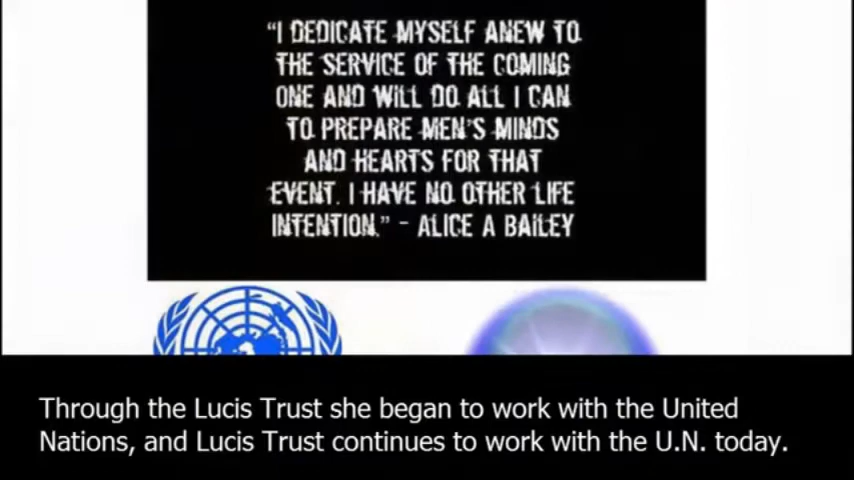 “I DEDICATE MYSELF ANEW TO
THE SERVICE OF THE COMING
ONE AND WILL DO ALL I CAN
TO PREPARE MEN’S MINDS
AND HEARTS FOR THAT
EVENT. I HAVE NO OTHER LIFE
INTENTION.” - ALICE A BAILEY
Through the Lucis Trust she began to work with the United
Nations, and Lucis Trust continues to work with the U.N. today.